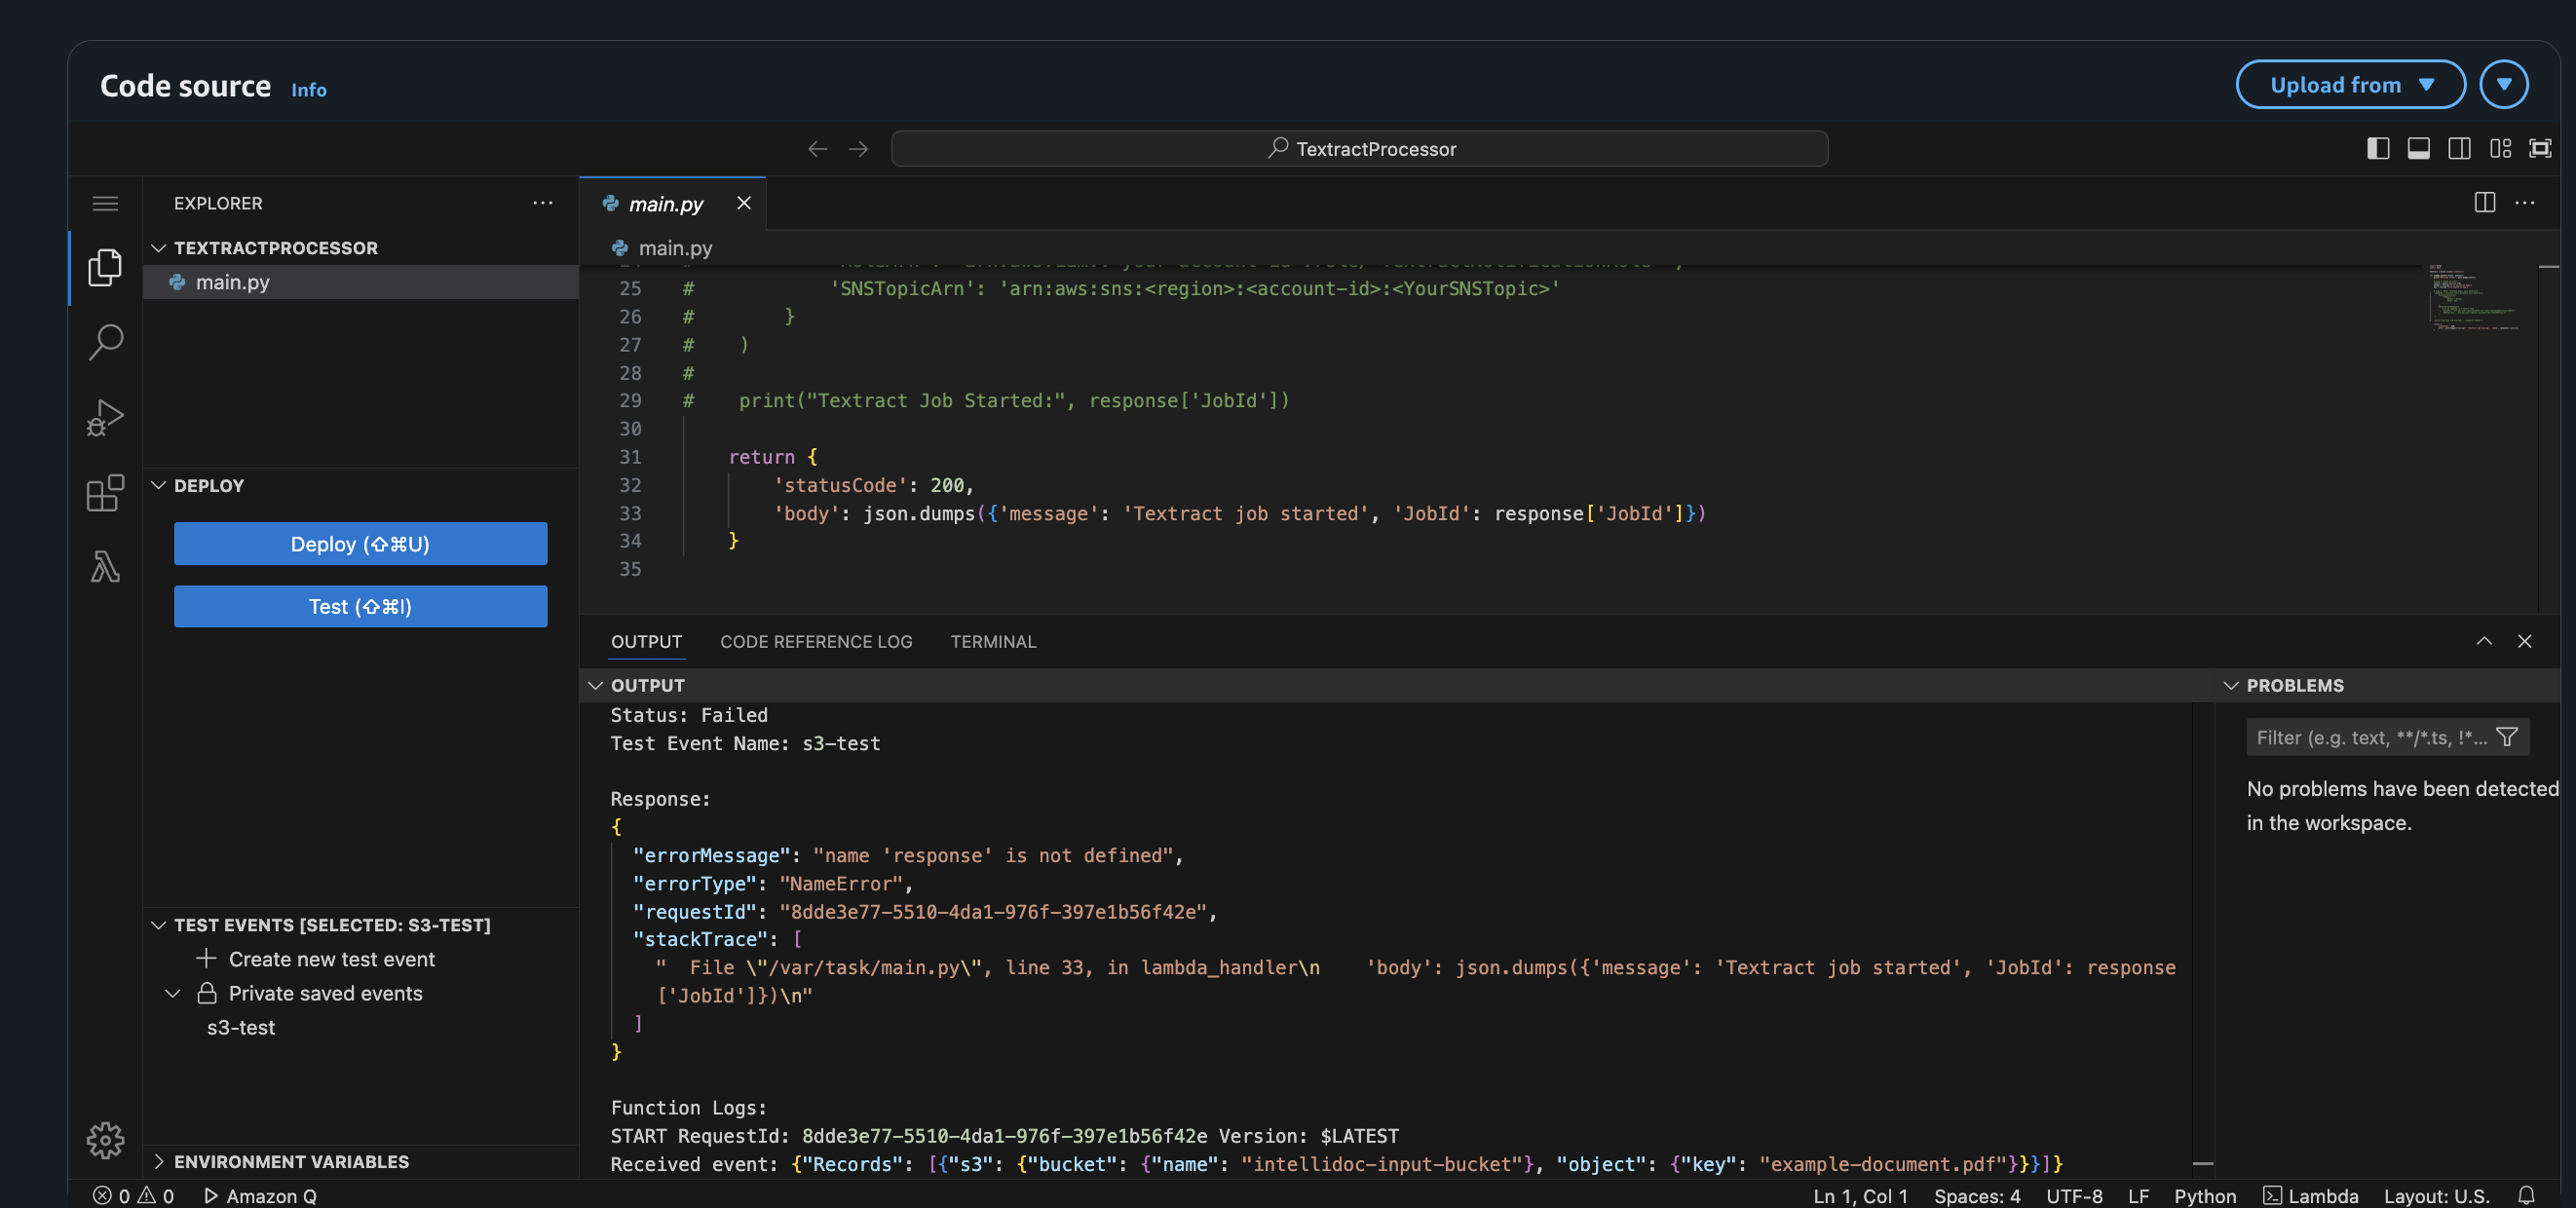 Code source Info
Upload from
TextractProcessor
EXPLORER
TEXTRACTPROCESSOR
main.py
DEPLOY
Deploy (⇧⌘U)
Test (⇧⌘I)
TEST EVENTS [SELECTED: S3-TEST]
Create new test event
Private saved events
s3-test
ENVIRONMENT VARIABLES
main.py
main.py
25 # 'SNSTopicArn': 'arn:aws:sns:<region>:<account-id>:<YourSNSTopic>'
26 # }
27 # )
28 #
29 # print("Textract Job Started:", response['JobId'])
30
31 return {
32 'statusCode': 200,
33 'body': json.dumps({'message': 'Textract job started', 'JobId': response['JobId']})
34 }
35
OUTPUT CODE REFERENCE LOG TERMINAL
OUTPUT
Status: Failed
Test Event Name: s3-test
Response:
{
"errorMessage": "name 'response' is not defined",
"errorType": "NameError",
"requestId": "8dde3e77-5510-4da1-976f-397e1b56f42e",
"stackTrace": [
"  File \"/var/task/main.py\", line 33, in lambda_handler\n    'body': json.dumps({'message': 'Textract job started', 'JobId': response
['JobId']})\n"
]
}
Function Logs:
START RequestId: 8dde3e77-5510-4da1-976f-397e1b56f42e Version: $LATEST
Received event: {"Records": [{"s3": {"bucket": {"name": "intellidoc-input-bucket"}, "object": {"key": "example-document.pdf"}}}]}
PROBLEMS
Filter (e.g. text, **/*.ts, !*...
No problems have been detected
in the workspace.
0 0 Amazon Q
Ln 1, Col 1 Spaces: 4 UTF-8 LF Python Lambda Layout: U.S.